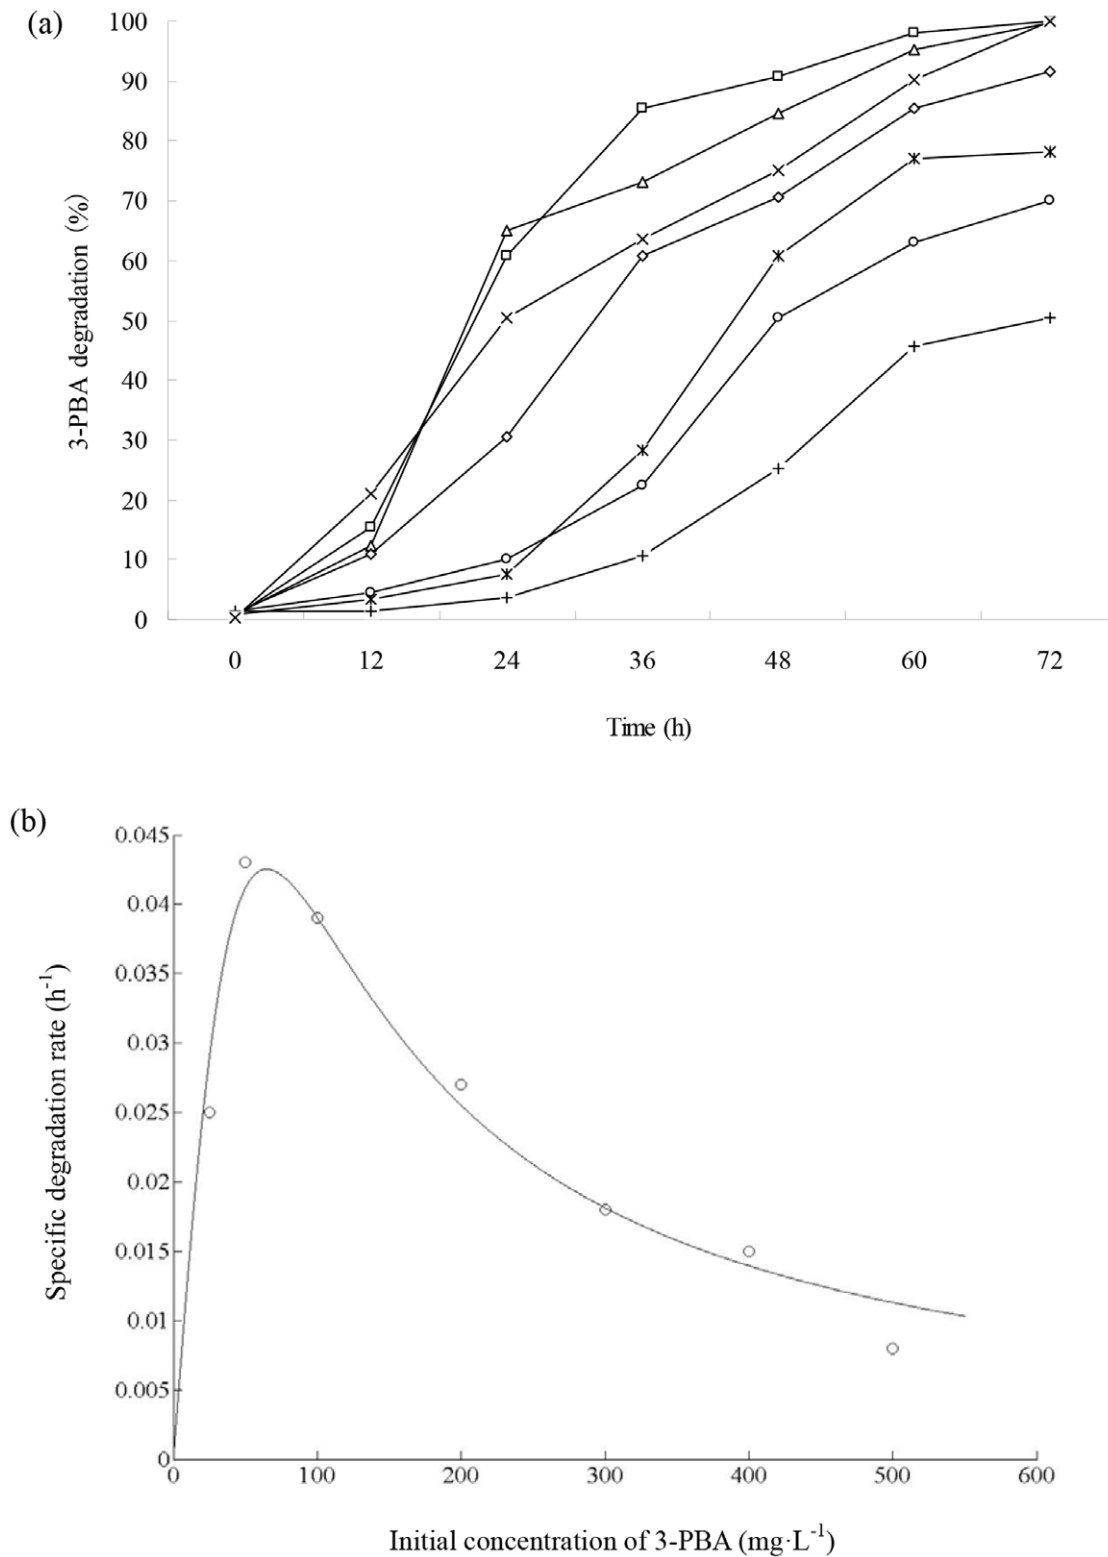 (a)
100
90
80
70
60
50
40
30
20
10
0
3-PBA degradation (%)
0 12 24 36 48 60 72
Time (h)
(b)
0.045
0.04
0.035
0.03
0.025
0.02
0.015
0.01
0.005
0
Specific degradation rate (h⁻¹)
0 100 200 300 400 500 600
Initial concentration of 3-PBA (mg·L⁻¹)